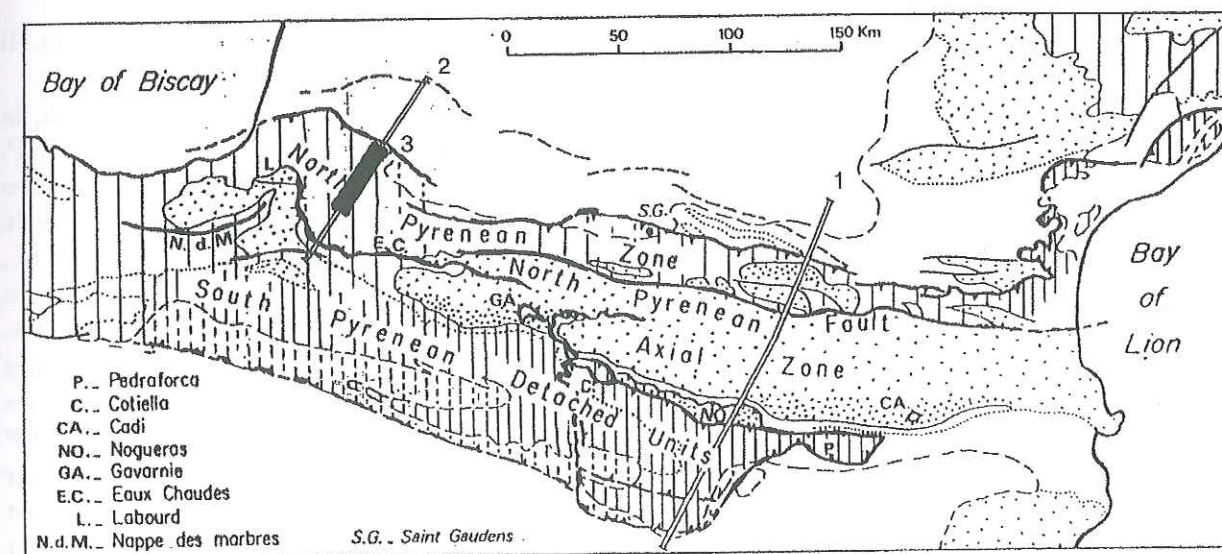 0 50 100 150 Km
Bay of Biscay
2
3
1
L
North
S.G.
N. d. M
Pyrenean
Zone
E.C.
North Pyrenean Fault
GA
South Pyrenean Detached Units
Axial Zone
C
NO
CA
P
Bay
of
Lion
P._ Pedraforca
C._ Cotiella
CA._ Cadi
NO._ Nogueras
GA._ Gavarnie
E.C._ Eaux Chaudes
L._ Labourd
N.d.M._ Nappe des marbres
S.G. _ Saint Gaudens